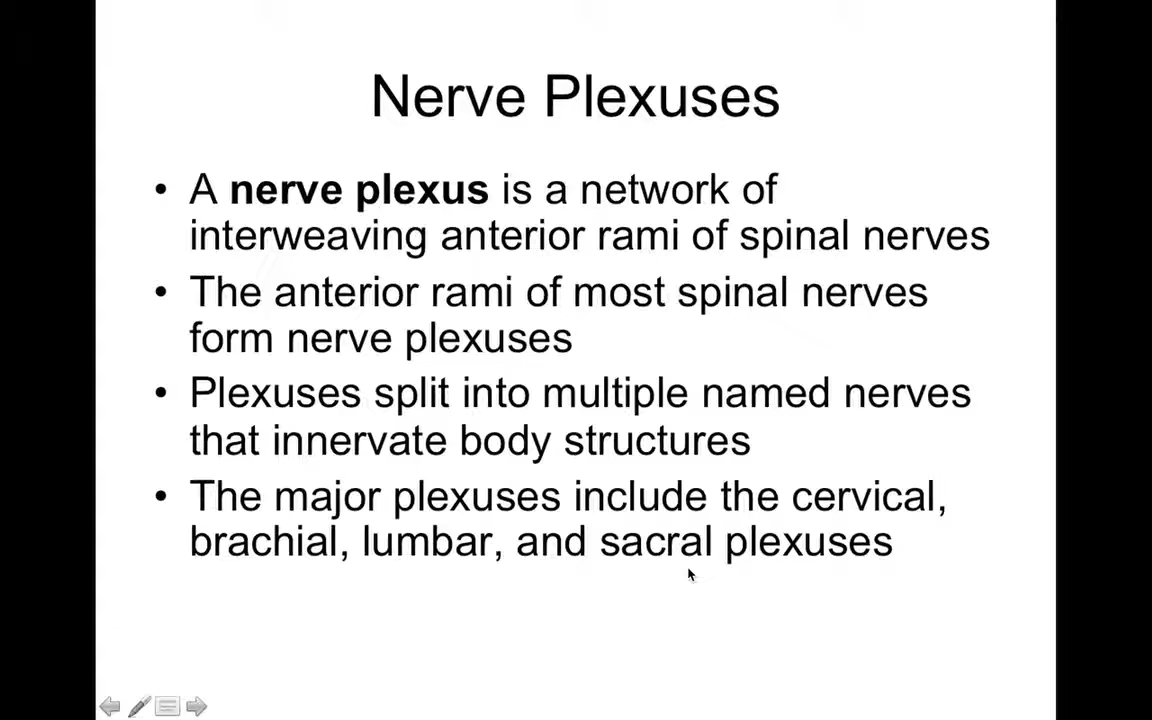 Nerve Plexuses
• A nerve plexus is a network of
interweaving anterior rami of spinal nerves
• The anterior rami of most spinal nerves
form nerve plexuses
• Plexuses split into multiple named nerves
that innervate body structures
• The major plexuses include the cervical,
brachial, lumbar, and sacral plexuses